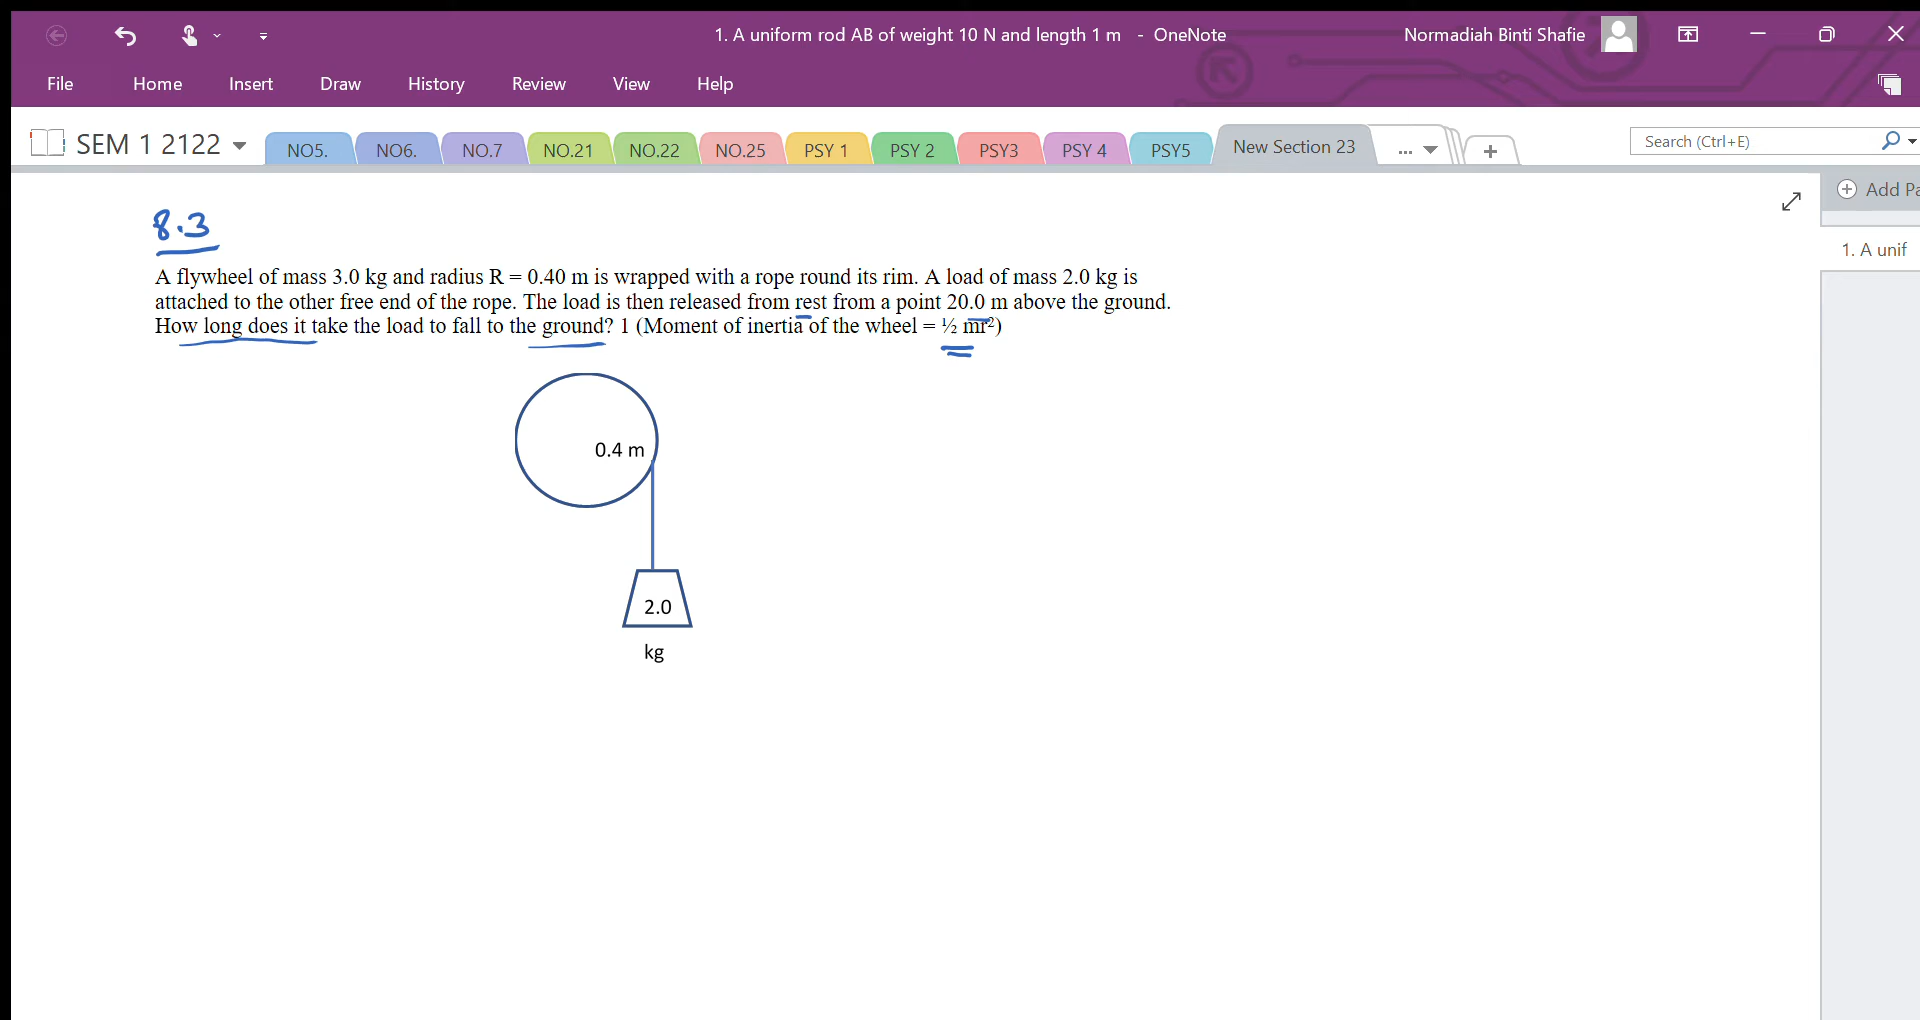 1. A uniform rod AB of weight 10 N and length 1 m - OneNote
Normadiah Binti Shafie
File Home Insert Draw History Review View Help
SEM 1 2122
NO5. NO6. NO.7 NO.21 NO.22 NO.25 PSY 1 PSY 2 PSY3 PSY 4 PSY5 New Section 23 ... +
Search (Ctrl+E)
Add Pa
1. A unif
8.3
A flywheel of mass 3.0 kg and radius R = 0.40 m is wrapped with a rope round its rim. A load of mass 2.0 kg is
attached to the other free end of the rope. The load is then released from rest from a point 20.0 m above the ground.
How long does it take the load to fall to the ground? 1 (Moment of inertia of the wheel = ½ mr²)
0.4 m
2.0
kg